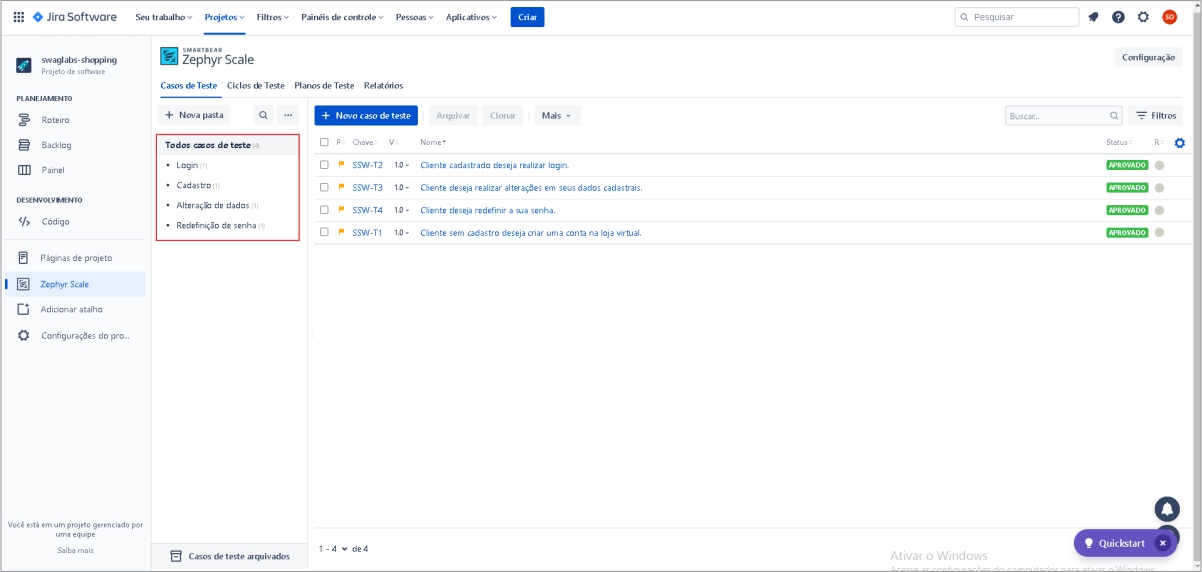 Jira Software Seu trabalho Projetos Filtros Painéis de controle Pessoas Aplicativos Criar Pesquisar SO
swaglabs-shopping
Projeto de software
PLANEJAMENTO
Roteiro
Backlog
Painel
DESENVOLVIMENTO
Código
Páginas de projeto
Zephyr Scale
Adicionar atalho
Configurações do pro...
Você está em um projeto gerenciado por
uma equipe
Saiba mais
SMARTBEAR
Zephyr Scale
Configuração
Casos de Teste Ciclos de Teste Planos de Teste Relatórios
+ Nova pasta ...
Todos casos de teste (4)
• Login (1)
• Cadastro (1)
• Alteração de dados (1)
• Redefinição de senha (1)
Casos de teste arquivados
+ Novo caso de teste Arquivar Clonar Mais Buscar... Filtros
P Chave V Nome Status R
SSW-T2 1.0 Cliente cadastrado deseja realizar login. APROVADO
SSW-T3 1.0 Cliente deseja realizar alterações em seus dados cadastrais. APROVADO
SSW-T4 1.0 Cliente deseja redefinir a sua senha. APROVADO
SSW-T1 1.0 Cliente sem cadastro deseja criar uma conta na loja virtual. APROVADO
1 - 4 de 4
Quickstart
Ativar o Windows
Acesse as configurações do computador para ativar o Windows.